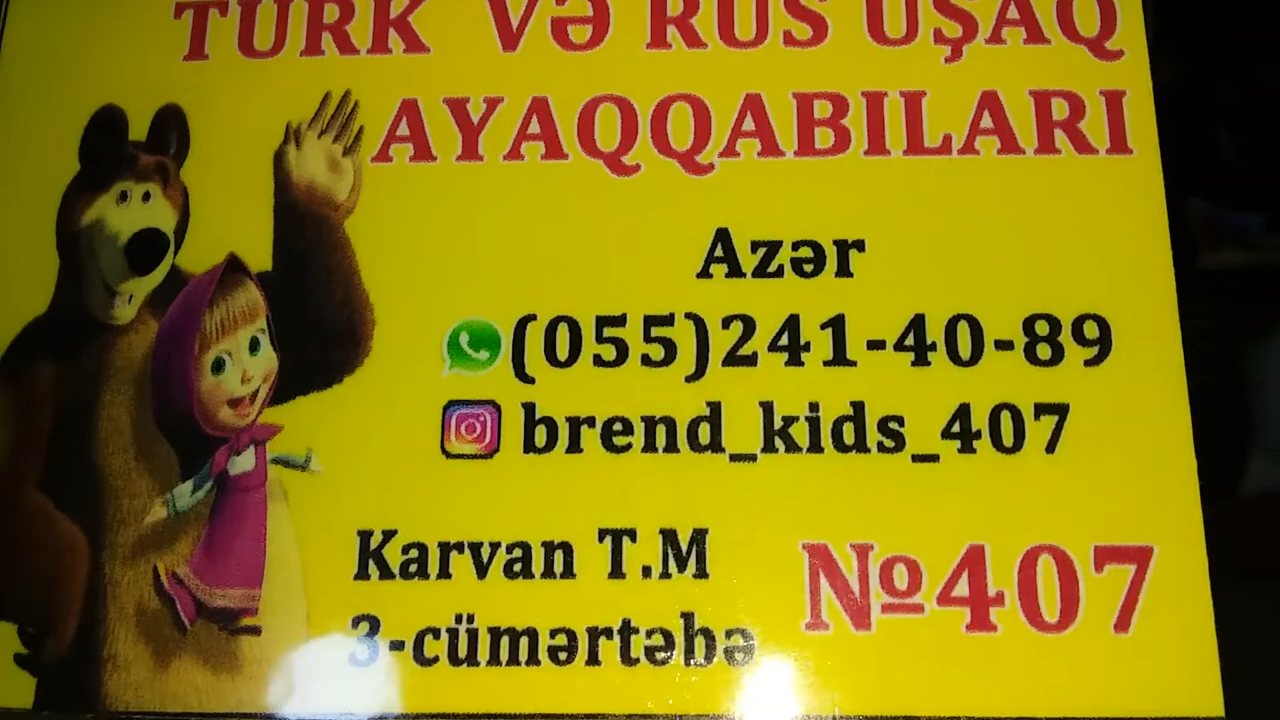 TÜRK VƏ RUS UŞAQ
AYAQQABILARI
Azər
(055)241-40-89
brend_kids_407
Karvan T.M
№407
3-cümərtəbə